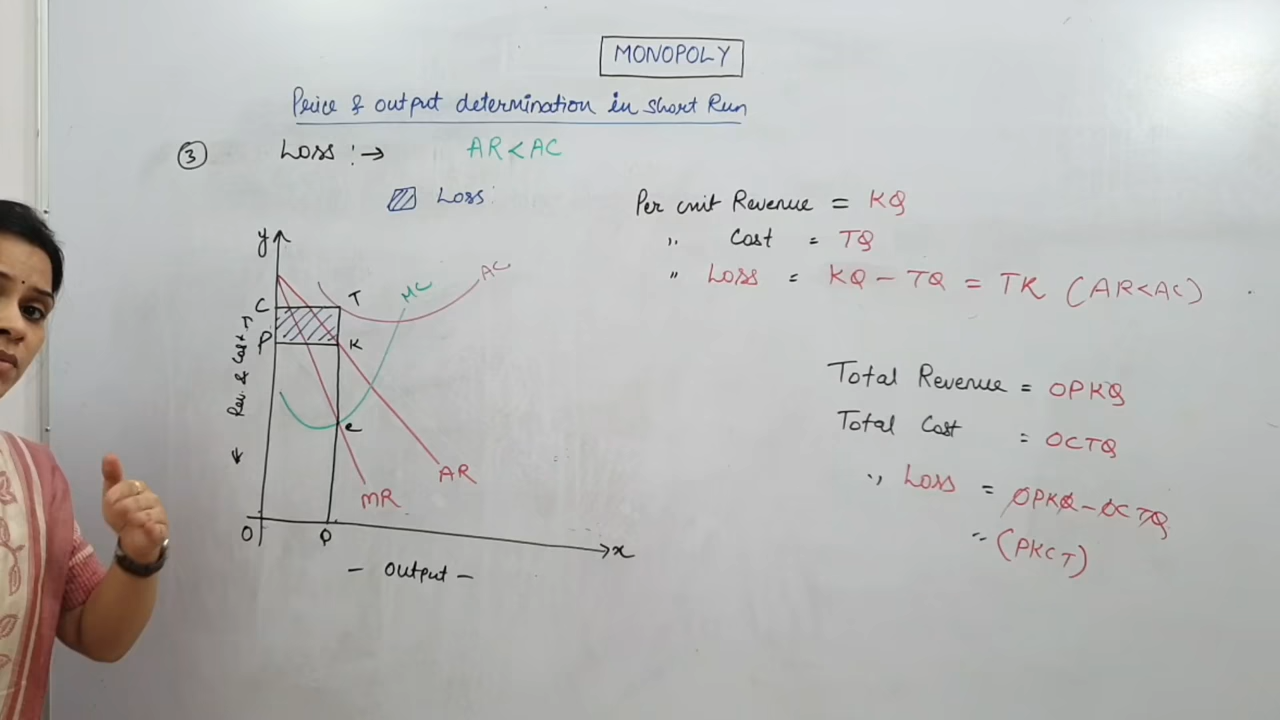 MONOPOLY
Price & output determination in short Run
③ Loss :→ AR < AC
Loss:
Per unit Revenue = KQ
,, Cost = TQ
,, Loss = KQ - TQ = TK (AR<AC)
Total Revenue = OPKQ
Total Cost = OCTQ
,, Loss = OPKQ - OCTQ
,, (PKCT)
y
C
T
MC
AC
P
K
← Rev. & Cost →
e
AR
MR
O
Q
x
- Output -